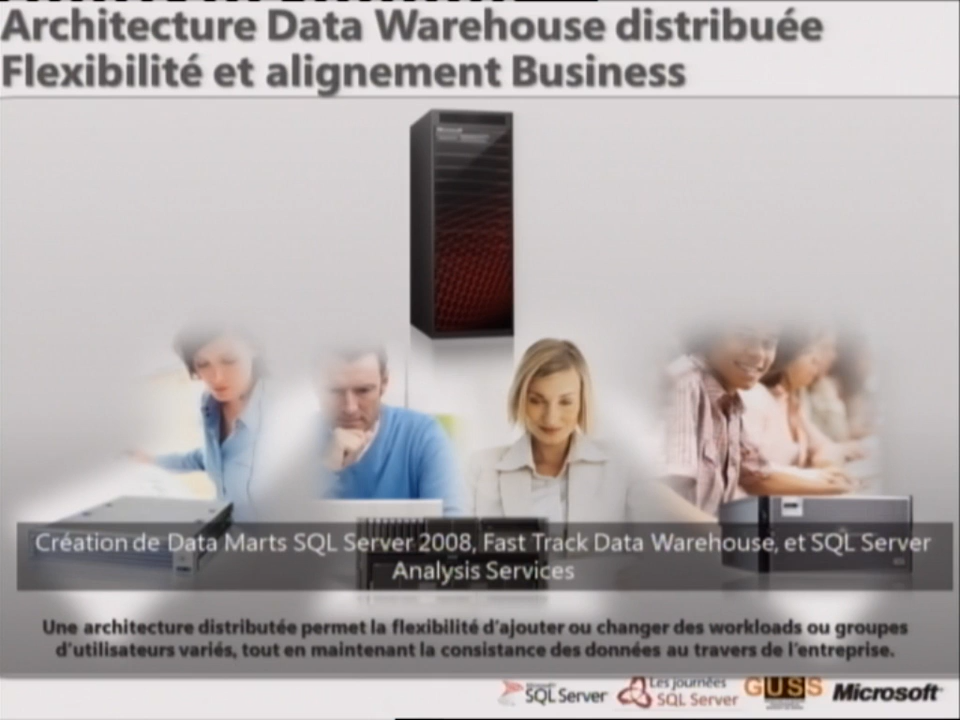 Architecture Data Warehouse distribuée
Flexibilité et alignement Business
Microsoft
Création de Data Marts SQL Server 2008, Fast Track Data Warehouse, et SQL Server
Analysis Services
Une architecture distributée permet la flexibilité d'ajouter ou changer des workloads ou groupes
d'utilisateurs variés, tout en maintenant la consistance des données au travers de l'entreprise.
SQL Server
Les journées
SQL Server
GUSS
Microsoft